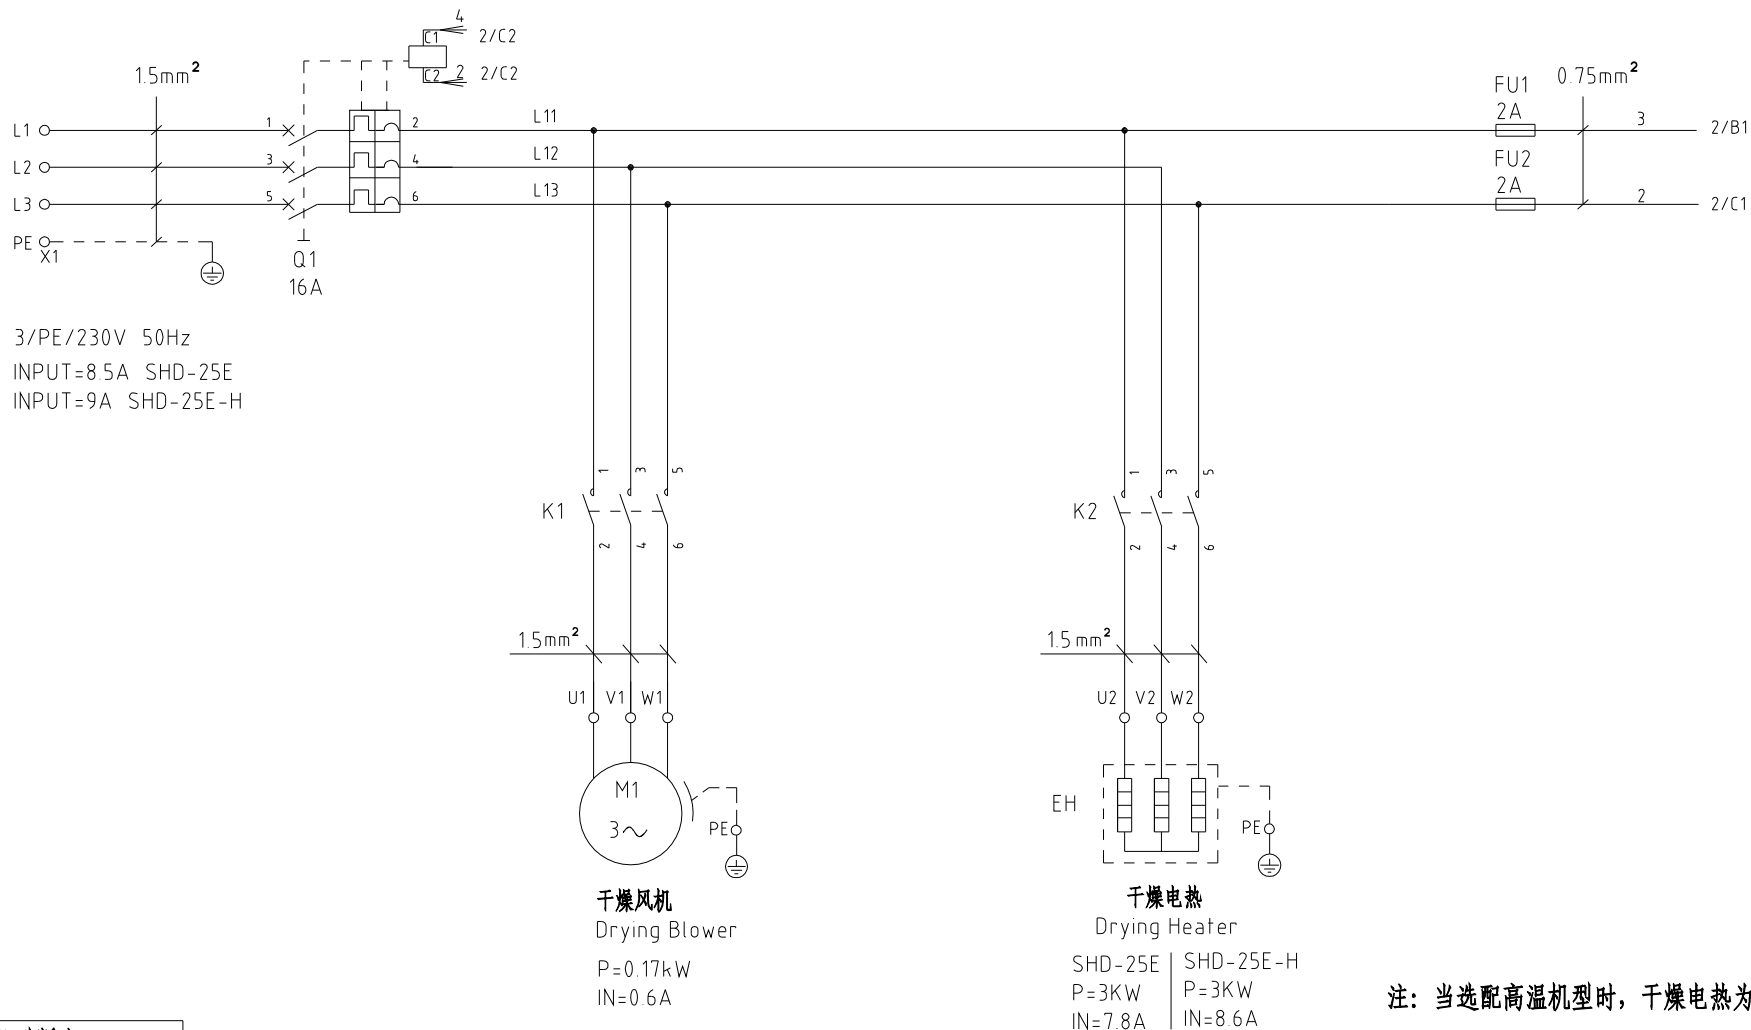 4
C1
2/C2
C2
2
2/C2
1.5mm²
FU1
2A
0.75mm²
L1
1
2
L11
3
2/B1
L2
3
4
L12
FU2
2A
L3
5
6
L13
2
2/C1
PE
X1
Q1
16A
3/PE/230V 50Hz
INPUT=8.5A SHD-25E
INPUT=9A SHD-25E-H
1 3 5
K1
2 4 6
1 3 5
K2
2 4 6
1.5mm²
1.5mm²
U1 V1 W1
U2 V2 W2
M1
3~
PE
EH
PE
干燥风机
Drying Blower
P=0.17kW
IN=0.6A
干燥电热
Drying Heater
SHD-25E
P=3KW
IN=7.8A
SHD-25E-H
P=3KW
IN=8.6A
注：当选配高温机型时，干燥电热为